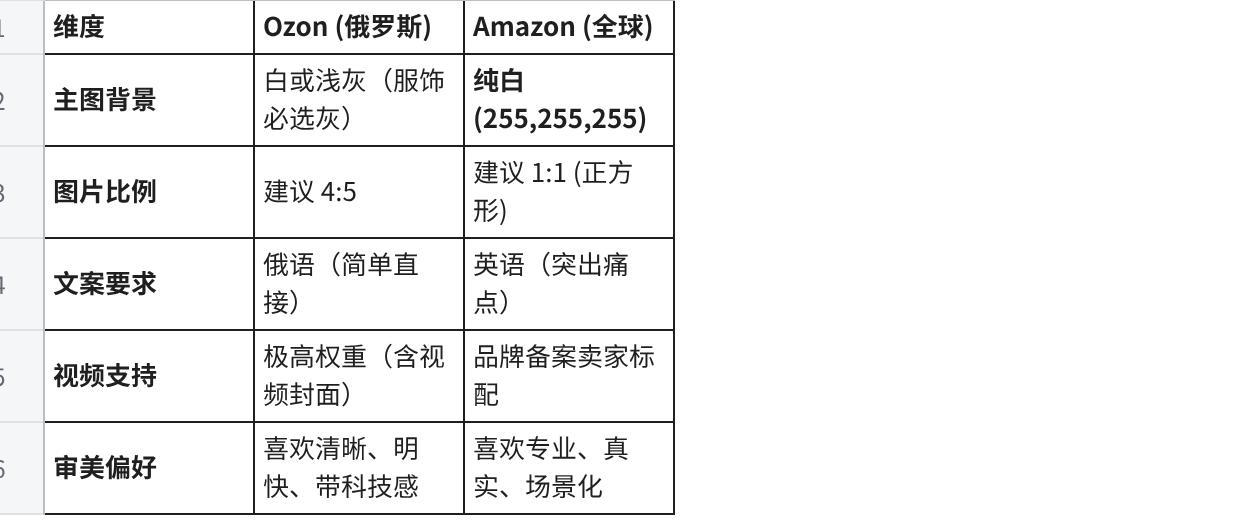 1 维度 Ozon (俄罗斯) Amazon (全球)
2 主图背景 白或浅灰（服饰必选灰） 纯白 (255,255,255)
3 图片比例 建议 4:5 建议 1:1 (正方形)
4 文案要求 俄语（简单直接） 英语（突出痛点）
5 视频支持 极高权重（含视频封面） 品牌备案卖家标配
6 审美偏好 喜欢清晰、明快、带科技感 喜欢专业、真实、场景化